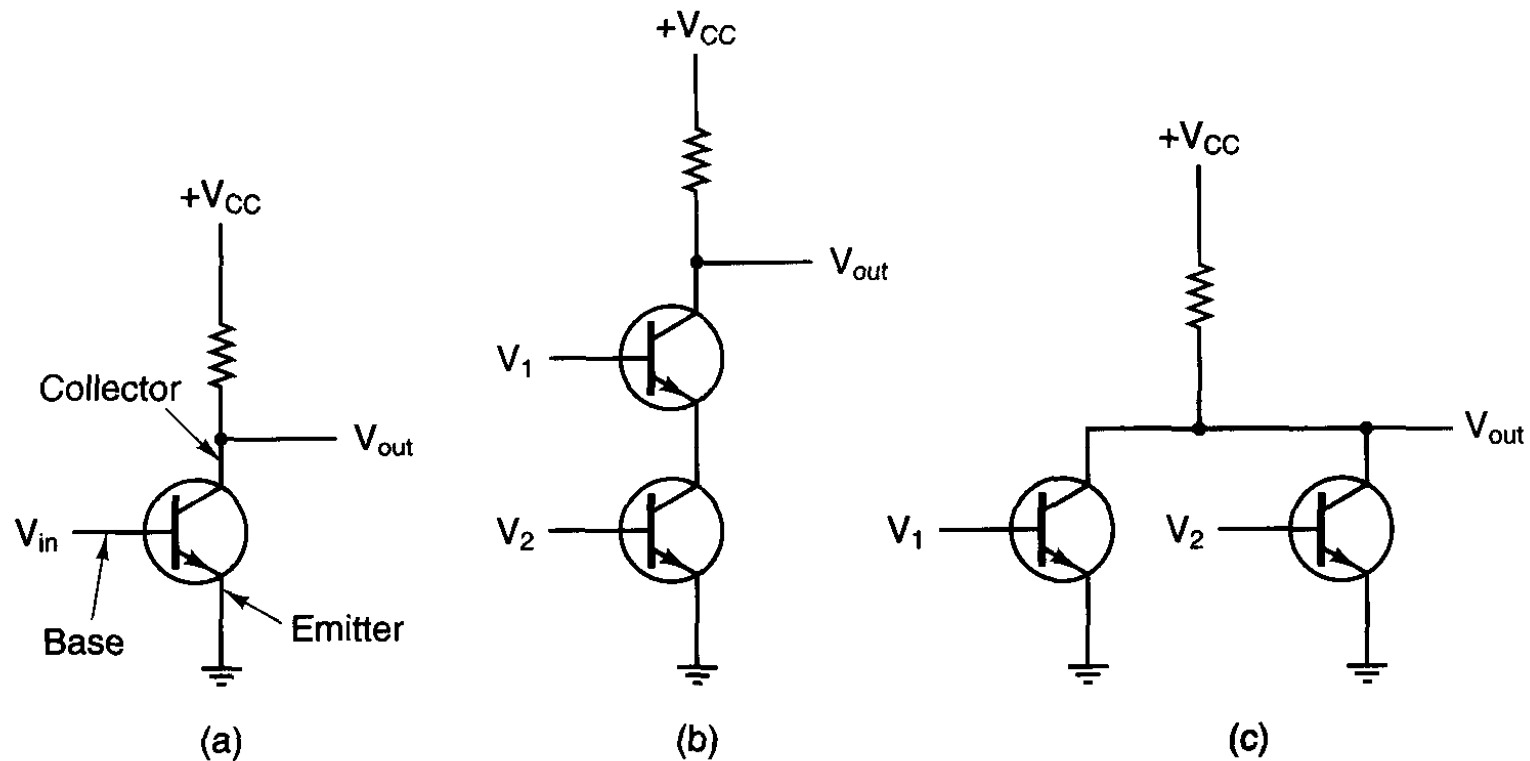 +VCC
Collector
Vout
Vin
Base
Emitter
(a)
+VCC
Vout
V1
V2
(b)
+VCC
Vout
V1
V2
(c)